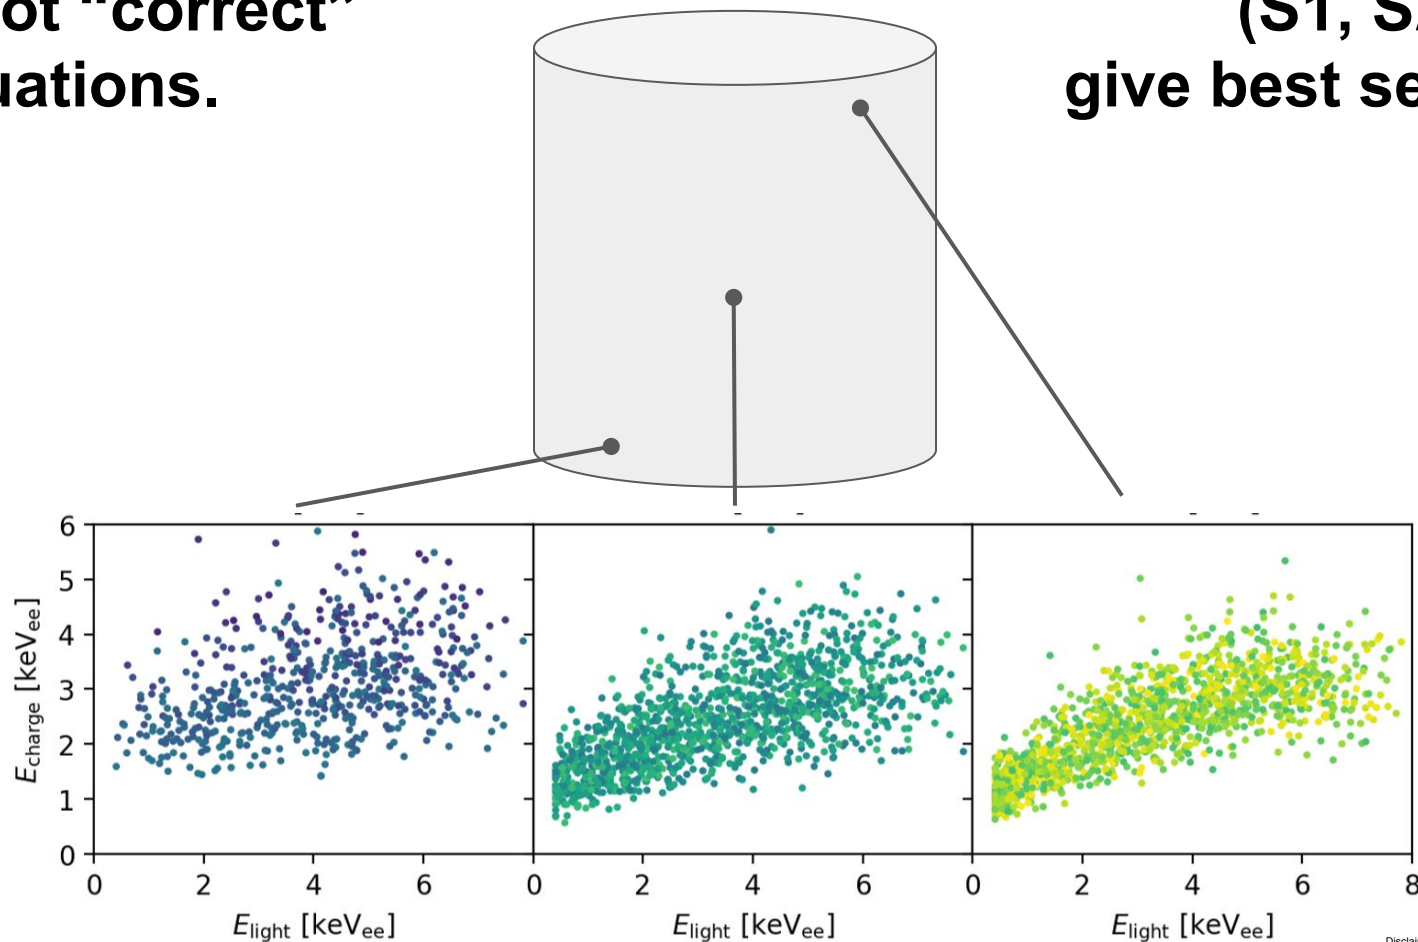 ot “correct”
uations.
(S1, S
give best se
6
5
4
3
2
1
0
E_charge [keV_ee]
0 2 4 6
0 2 4 6
0 2 4 6 8
E_light [keV_ee]
E_light [keV_ee]
E_light [keV_ee]
Disclai